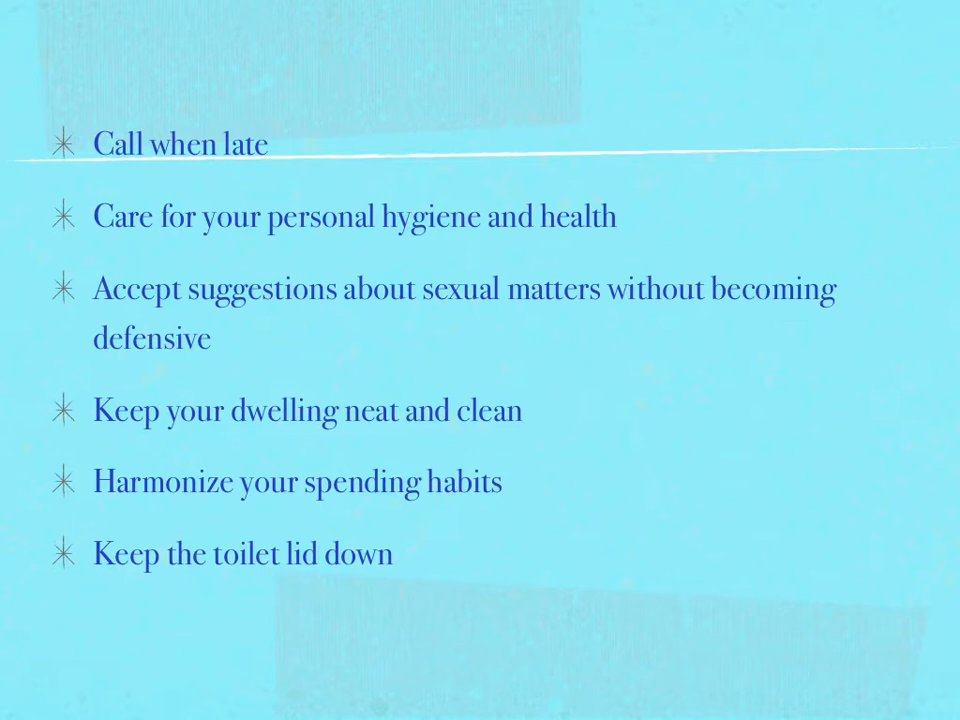 Call when late
Care for your personal hygiene and health
Accept suggestions about sexual matters without becoming
defensive
Keep your dwelling neat and clean
Harmonize your spending habits
Keep the toilet lid down